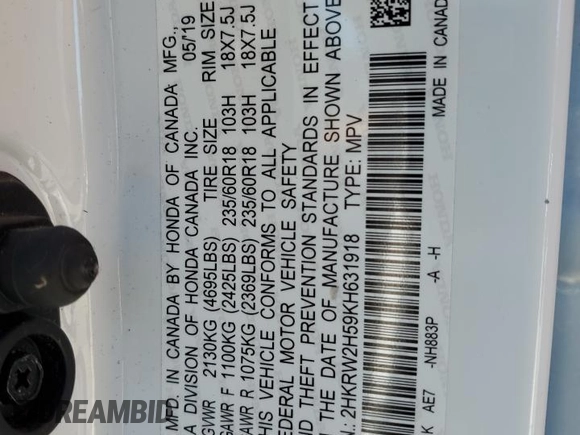 MFD. IN CANADA BY HONDA OF CANADA MFG.,
A DIVISION OF HONDA CANADA INC. 05/'19
GVWR 2130KG (4695LBS) TIRE SIZE RIM SIZE
GAWR F 1100KG (2425LBS) 235/60R18 103H 18X7.5J
GAWR R 1075KG (2369LBS) 235/60R18 103H 18X7.5J
THIS VEHICLE CONFORMS TO ALL APPLICABLE
FEDERAL MOTOR VEHICLE SAFETY
AND THEFT PREVENTION STANDARDS IN EFFECT
ON THE DATE OF MANUFACTURE SHOWN ABOVE
.: 2HKRW2H59KH631918 TYPE: MPV
K AE7 -NH883P -A -H MADE IN CANAD
DREAMBID